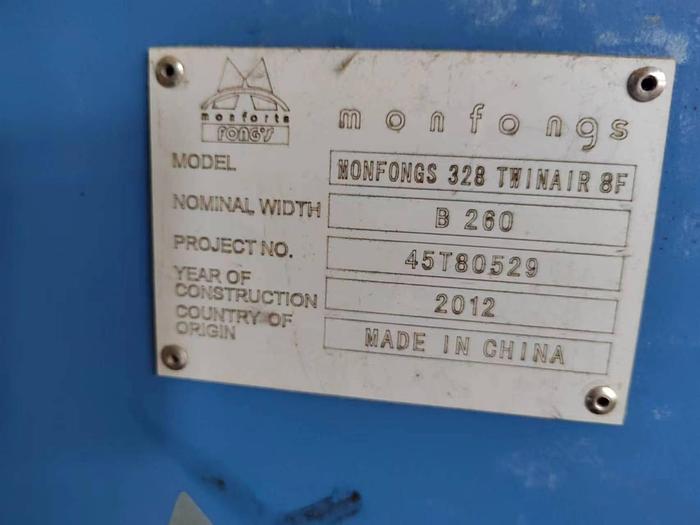 monforts
FONG'S
monfongs
MODEL MONFONGS 328 TWINAIR 8F
NOMINAL WIDTH B 260
PROJECT NO. 45T80529
YEAR OF
CONSTRUCTION 2012
COUNTRY OF
ORIGIN MADE IN CHINA